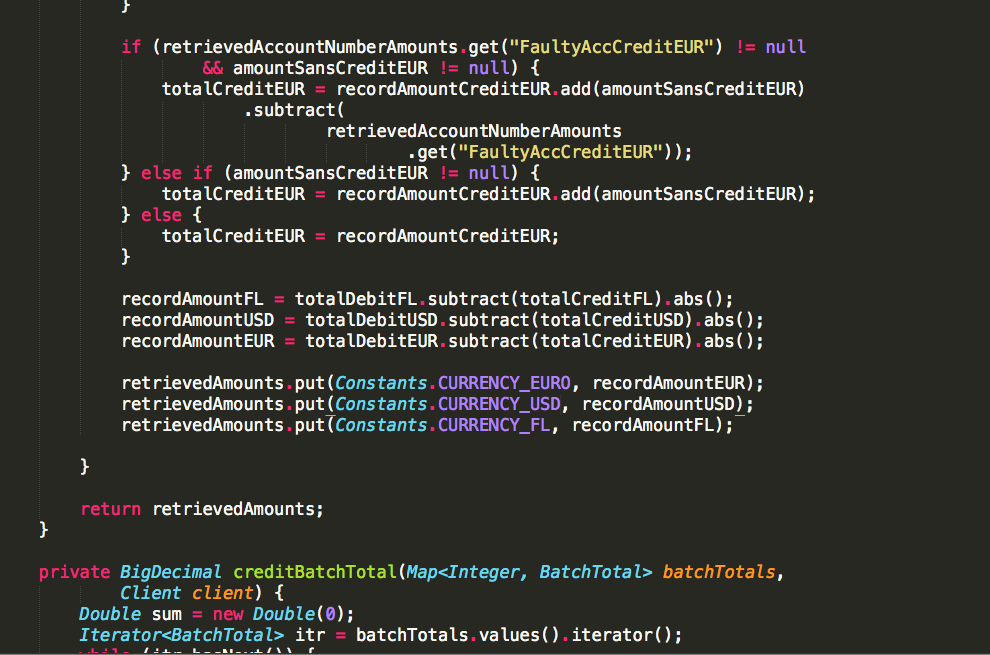 }
if (retrievedAccountNumberAmounts.get("FaultyAccCreditEUR") != null
&& amountSansCreditEUR != null) {
totalCreditEUR = recordAmountCreditEUR.add(amountSansCreditEUR)
.subtract(
retrievedAccountNumberAmounts
.get("FaultyAccCreditEUR"));
} else if (amountSansCreditEUR != null) {
totalCreditEUR = recordAmountCreditEUR.add(amountSansCreditEUR);
} else {
totalCreditEUR = recordAmountCreditEUR;
}
recordAmountFL = totalDebitFL.subtract(totalCreditFL).abs();
recordAmountUSD = totalDebitUSD.subtract(totalCreditUSD).abs();
recordAmountEUR = totalDebitEUR.subtract(totalCreditEUR).abs();
retrievedAmounts.put(Constants.CURRENCY_EURO, recordAmountEUR);
retrievedAmounts.put(Constants.CURRENCY_USD, recordAmountUSD);
retrievedAmounts.put(Constants.CURRENCY_FL, recordAmountFL);
}
return retrievedAmounts;
}
private BigDecimal creditBatchTotal(Map<Integer, BatchTotal> batchTotals,
Client client) {
Double sum = new Double(0);
Iterator<BatchTotal> itr = batchTotals.values().iterator();
while (itr.hasNext()) {